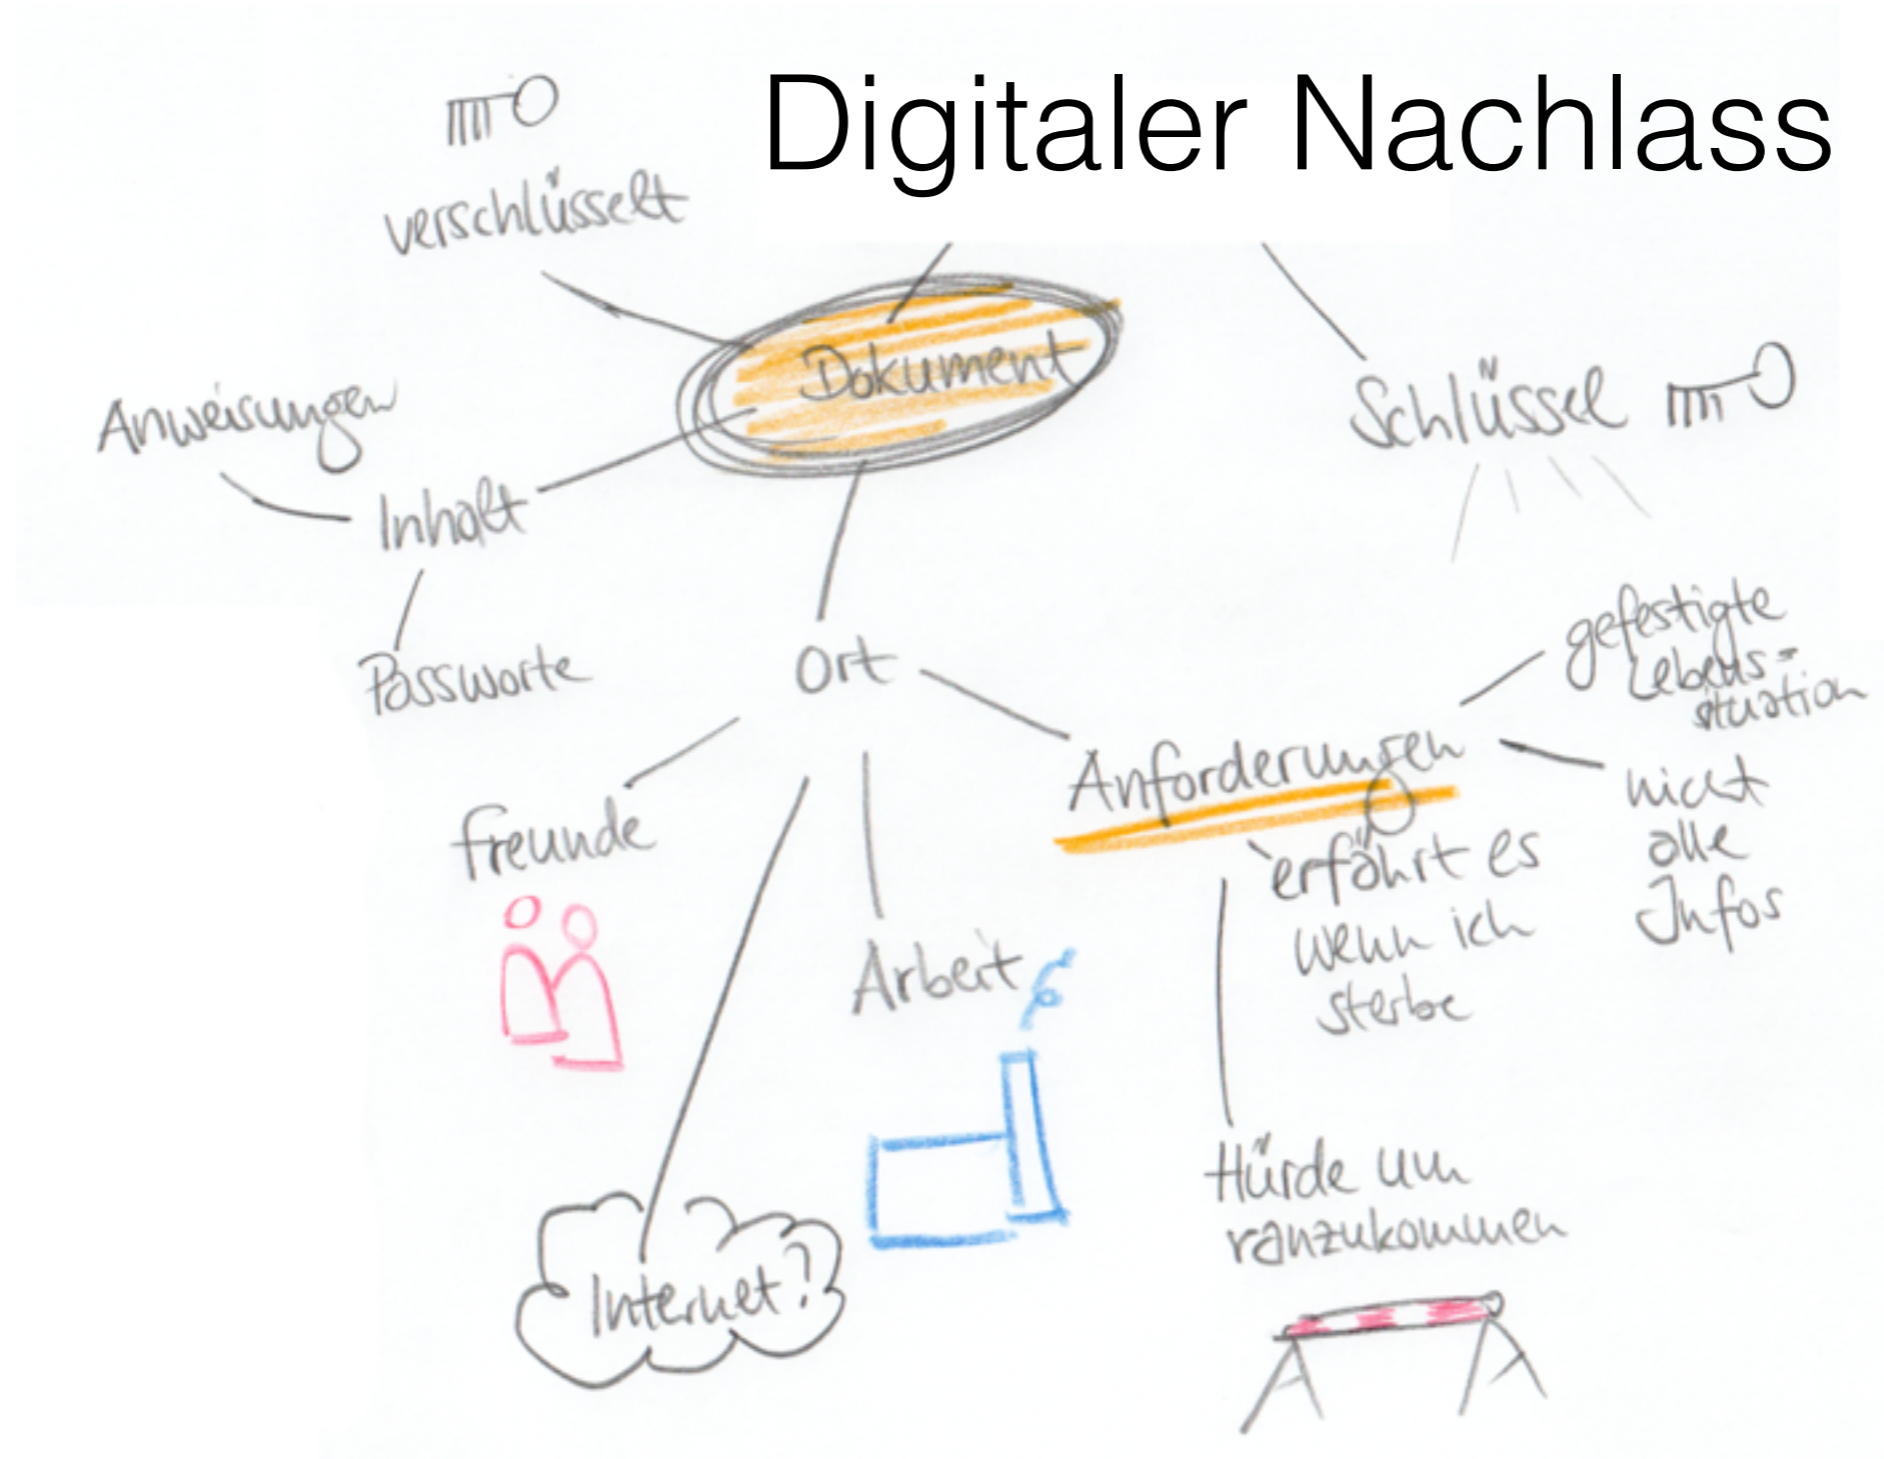 Digitaler Nachlass
verschlüsselt
Dokument
Schlüssel
Anweisungen
Inhalt
Passworte
Ort
gefestigte
Lebens-
situation
Anforderungen
nicht
alle
Infos
freunde
erfährt es
wenn ich
sterbe
Arbeit
Hürde um
ranzukommen
Internet?